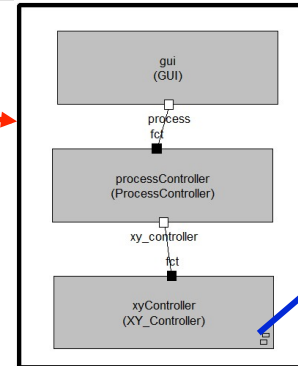 gui
(GUI)
process
fct
processController
(ProcessController)
xy_controller
fct
xyController
(XY_Controller)